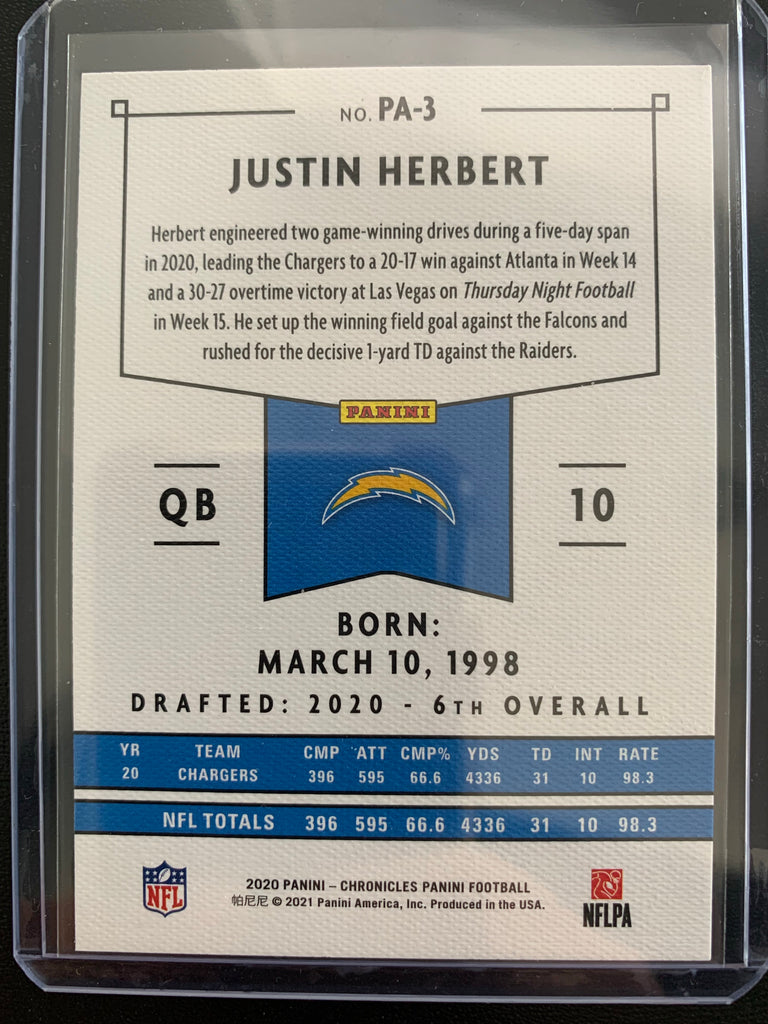 NO. PA-3
JUSTIN HERBERT
Herbert engineered two game-winning drives during a five-day span
in 2020, leading the Chargers to a 20-17 win against Atlanta in Week 14
and a 30-27 overtime victory at Las Vegas on Thursday Night Football
in Week 15. He set up the winning field goal against the Falcons and
rushed for the decisive 1-yard TD against the Raiders.
PANINI
QB
10
BORN:
MARCH 10, 1998
DRAFTED: 2020 - 6TH OVERALL
YR TEAM CMP ATT CMP% YDS TD INT RATE
20 CHARGERS 396 595 66.6 4336 31 10 98.3
NFL TOTALS 396 595 66.6 4336 31 10 98.3
NFL
2020 PANINI – CHRONICLES PANINI FOOTBALL
帕尼尼 © 2021 Panini America, Inc. Produced in the USA.
NFLPA